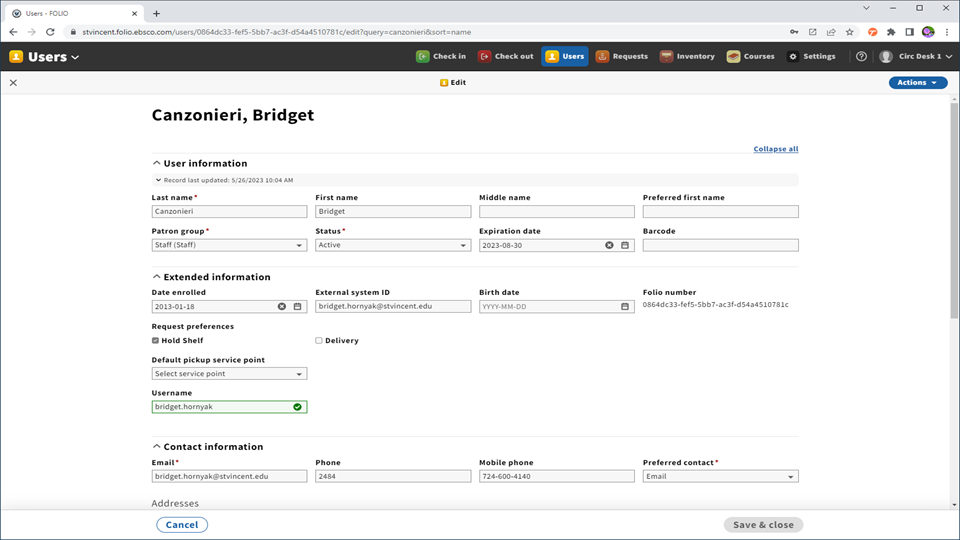 Users - FOLIO
stvincent.folio.ebsco.com/users/0864dc33-fef5-5bb7-ac3f-d54a4510781c/edit?query=canzonieri&sort=name
Users Check in Check out Users Requests Inventory Courses Settings Circ Desk 1
Edit Actions
Canzonieri, Bridget
Collapse all
User information
Record last updated: 5/26/2023 10:04 AM
Last name* First name Middle name Preferred first name
Canzonieri Bridget
Patron group* Status* Expiration date Barcode
Staff (Staff) Active 2023-08-30
Extended information
Date enrolled External system ID Birth date Folio number
2013-01-18 bridget.hornyak@stvincent.edu YYYY-MM-DD 0864dc33-fef5-5bb7-ac3f-d54a4510781c
Request preferences
Hold Shelf Delivery
Default pickup service point
Select service point
Username
bridget.hornyak
Contact information
Email* Phone Mobile phone Preferred contact*
bridget.hornyak@stvincent.edu 2484 724-600-4140 Email
Addresses
Cancel Save & close